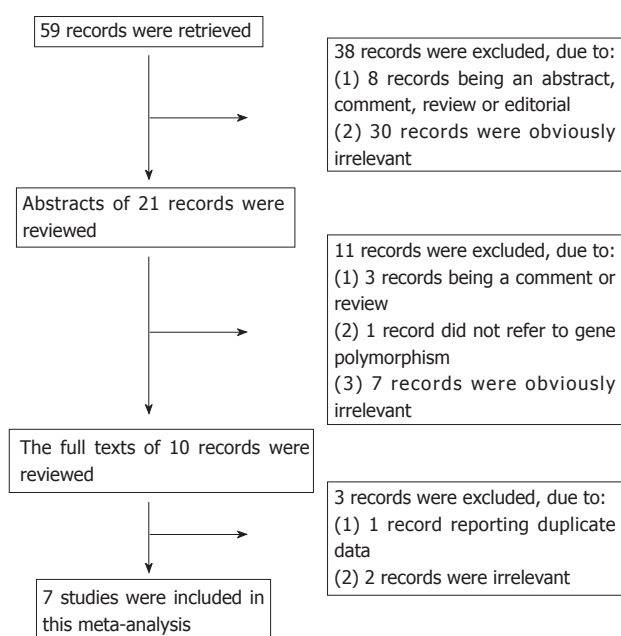 59 records were retrieved
38 records were excluded, due to:
(1) 8 records being an abstract,
comment, review or editorial
(2) 30 records were obviously
irrelevant
Abstracts of 21 records were
reviewed
11 records were excluded, due to:
(1) 3 records being a comment or
review
(2) 1 record did not refer to gene
polymorphism
(3) 7 records were obviously
irrelevant
The full texts of 10 records were
reviewed
3 records were excluded, due to:
(1) 1 record reporting duplicate
data
(2) 2 records were irrelevant
7 studies were included in
this meta-analysis